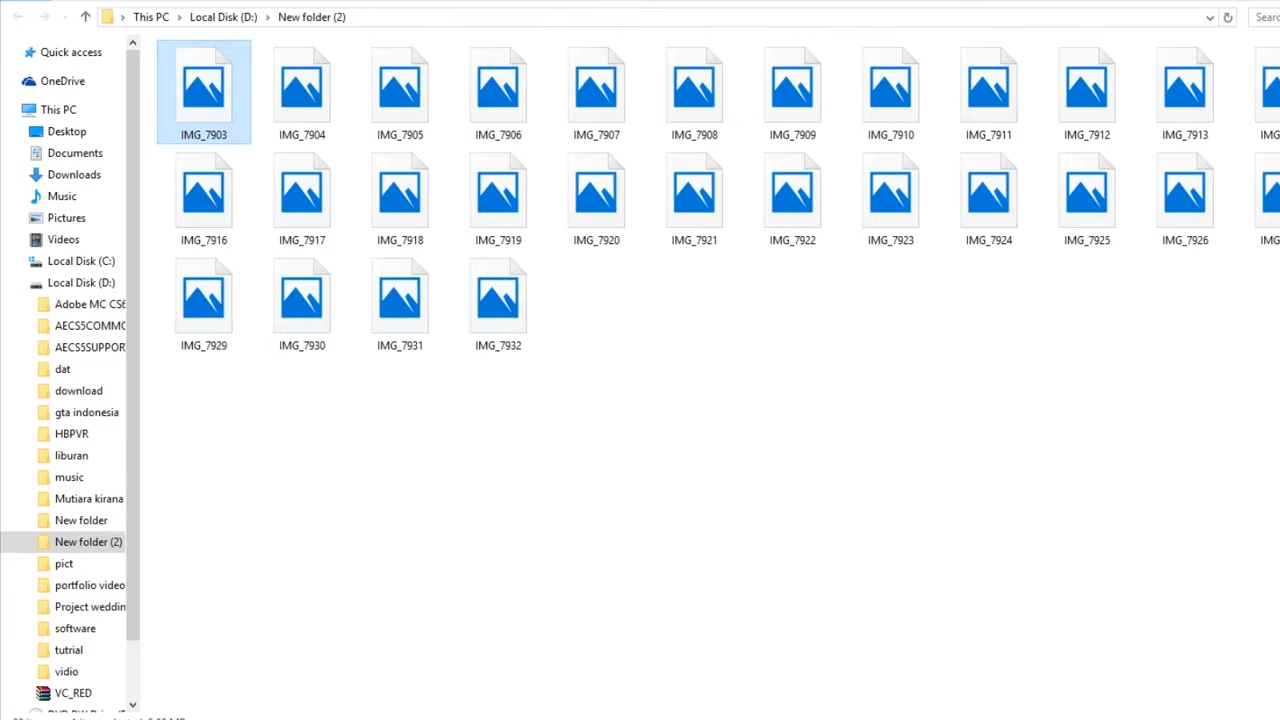 This PC > Local Disk (D:) > New folder (2)
Quick access
OneDrive
This PC
Desktop
Documents
Downloads
Music
Pictures
Videos
Local Disk (C:)
Local Disk (D:)
Adobe MC CS6
AECS5COMMO
AECS5SUPPOR
dat
download
gta indonesia
HBPVR
liburan
music
Mutiara kirana
New folder
New folder (2)
pict
portfolio video
Project weddin
software
tutrial
vidio
VC_RED
Searc
IMG_7903 IMG_7904 IMG_7905 IMG_7906 IMG_7907 IMG_7908 IMG_7909 IMG_7910 IMG_7911 IMG_7912 IMG_7913 IMG
IMG_7916 IMG_7917 IMG_7918 IMG_7919 IMG_7920 IMG_7921 IMG_7922 IMG_7923 IMG_7924 IMG_7925 IMG_7926 IMG
IMG_7929 IMG_7930 IMG_7931 IMG_7932